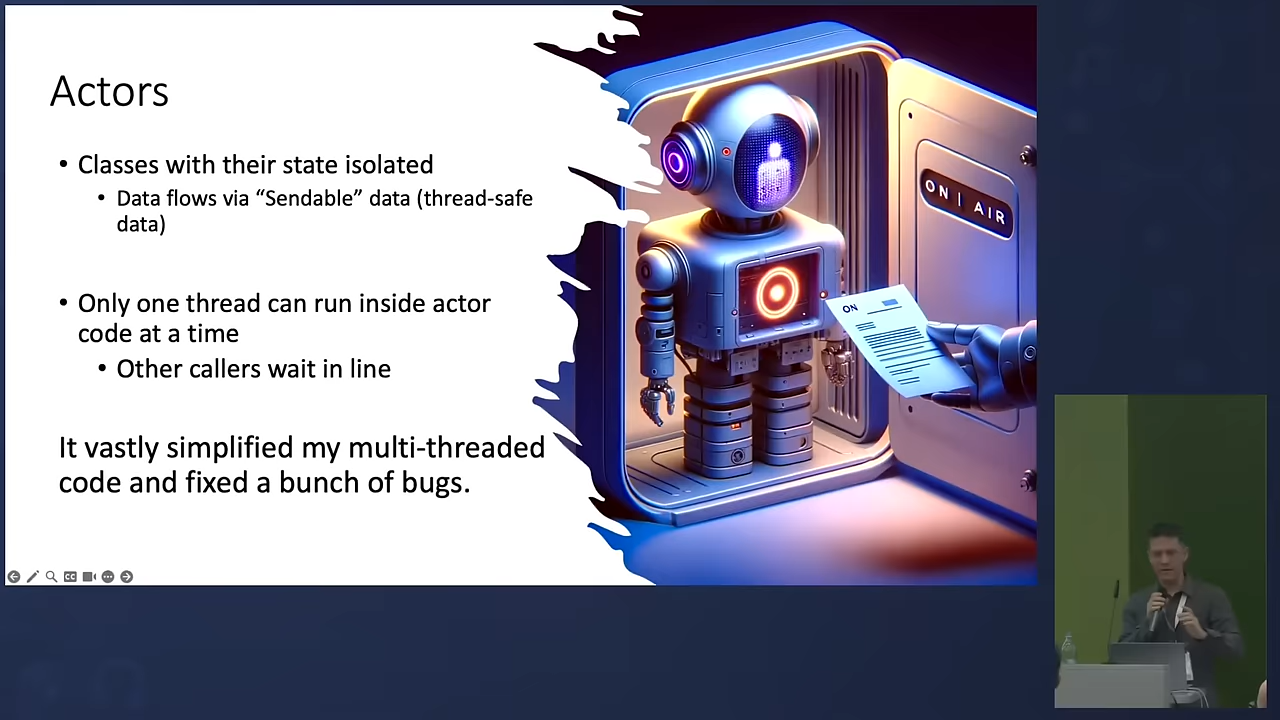 Actors
• Classes with their state isolated
• Data flows via “Sendable” data (thread-safe
data)
• Only one thread can run inside actor
code at a time
• Other callers wait in line
It vastly simplified my multi-threaded
code and fixed a bunch of bugs.
ON | AIR
ON
CC